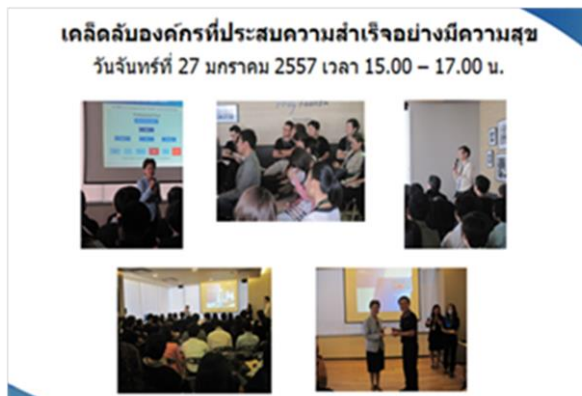 เคล็ดลับองค์กรที่ประสบความสำเร็จอย่างมีความสุข
วันจันทร์ที่ 27 มกราคม 2557 เวลา 15.00 – 17.00 น.